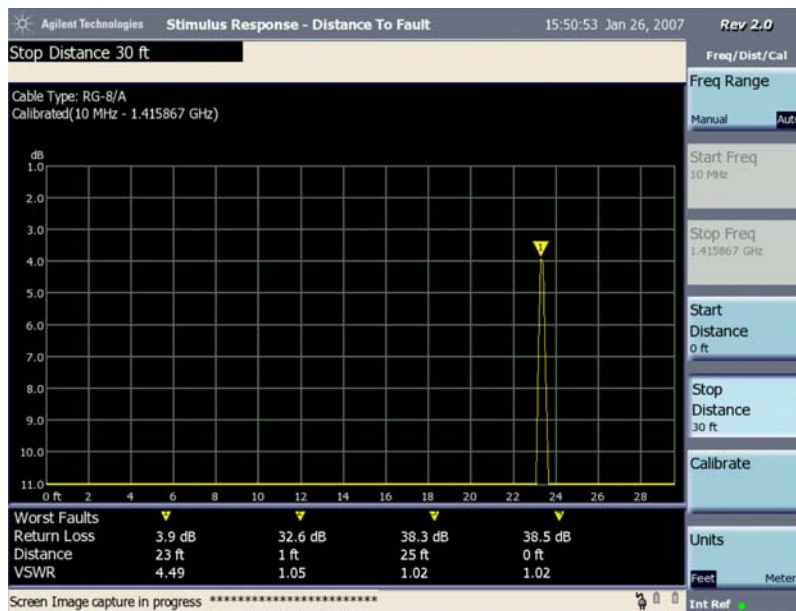 Agilent Technologies Stimulus Response - Distance To Fault 15:50:53 Jan 26, 2007 Rev 2.0
Stop Distance 30 ft
Freq/Dist/Cal
Freq Range
Manual Auto
Cable Type: RG-8/A
Calibrated(10 MHz - 1.415867 GHz)
Start Freq
10 MHz
Stop Freq
1.415867 GHz
Start
Distance
0 ft
Stop
Distance
30 ft
Calibrate
Units
Feet Meter
dB
1.0
2.0
3.0
1
4.0
5.0
6.0
7.0
8.0
9.0
10.0
11.0
0 ft 2 4 6 8 10 12 14 16 18 20 22 24 26 28
Worst Faults
Return Loss 3.9 dB 32.6 dB 38.3 dB 38.5 dB
Distance 23 ft 1 ft 25 ft 0 ft
VSWR 4.49 1.05 1.02 1.02
Screen Image capture in progress ************************
Int Ref